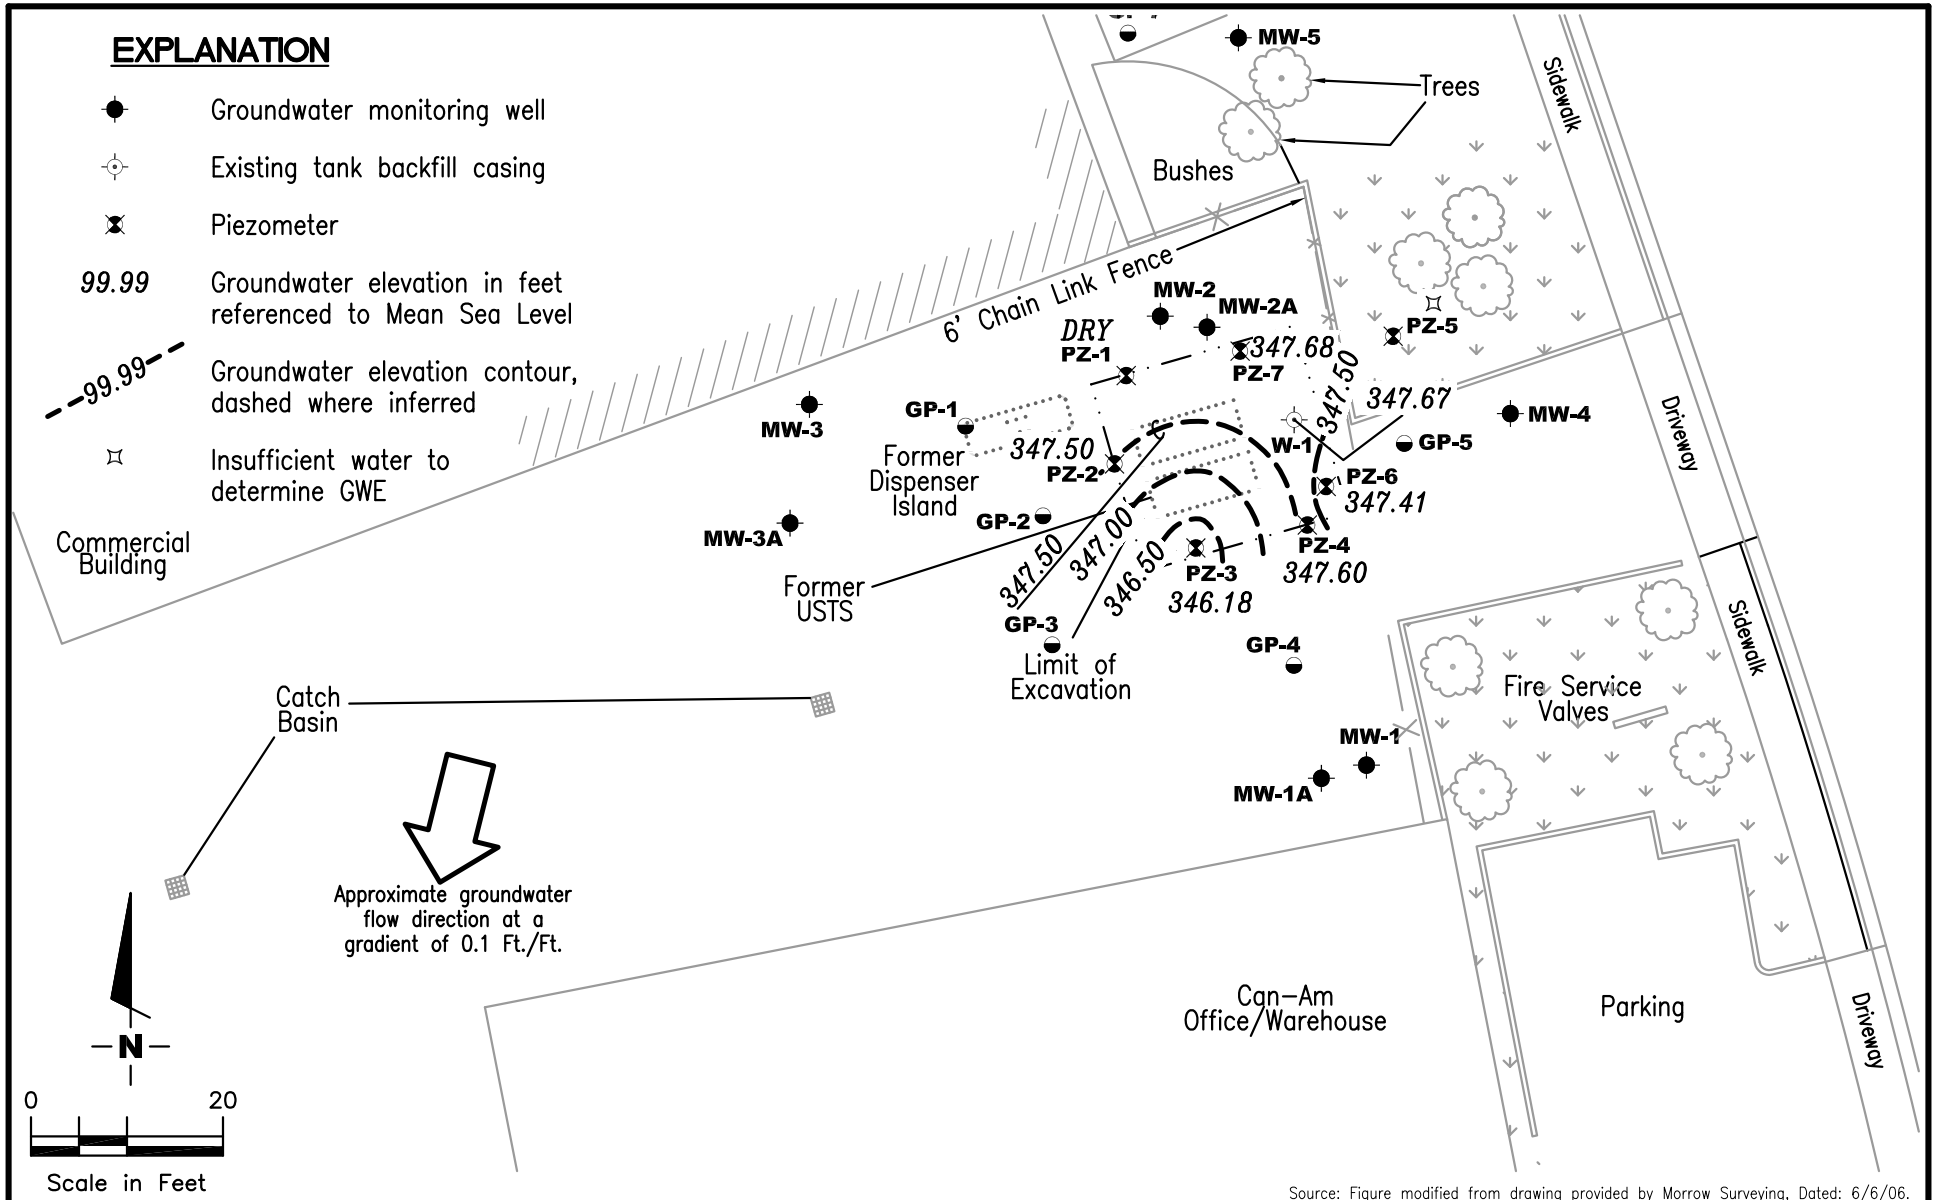 EXPLANATION
Groundwater monitoring well
Existing tank backfill casing
Piezometer
99.99
Groundwater elevation in feet
referenced to Mean Sea Level
99.99
Groundwater elevation contour,
dashed where inferred
Insufficient water to
determine GWE
MW-5
Trees
Bushes
Sidewalk
6' Chain Link Fence
MW-2
MW-2A
DRY
PZ-1
347.68
PZ-7
PZ-5
347.50
347.67
MW-4
GP-5
W-1
PZ-6
347.41
MW-3
GP-1
Former
Dispenser
Island
347.50
PZ-2
GP-2
MW-3A
Commercial
Building
Former
USTS
347.50
347.00
346.50
PZ-3
346.18
PZ-4
347.60
GP-3
Limit of
Excavation
GP-4
Driveway
Sidewalk
Fire Service
Valves
MW-1
MW-1A
Catch
Basin
Approximate groundwater
flow direction at a
gradient of 0.1 Ft./Ft.
Can-Am
Office/Warehouse
Parking
Driveway
N
0 20
Scale in Feet
Source: Figure modified from drawing provided by Morrow Surveying, Dated: 6/6/06.